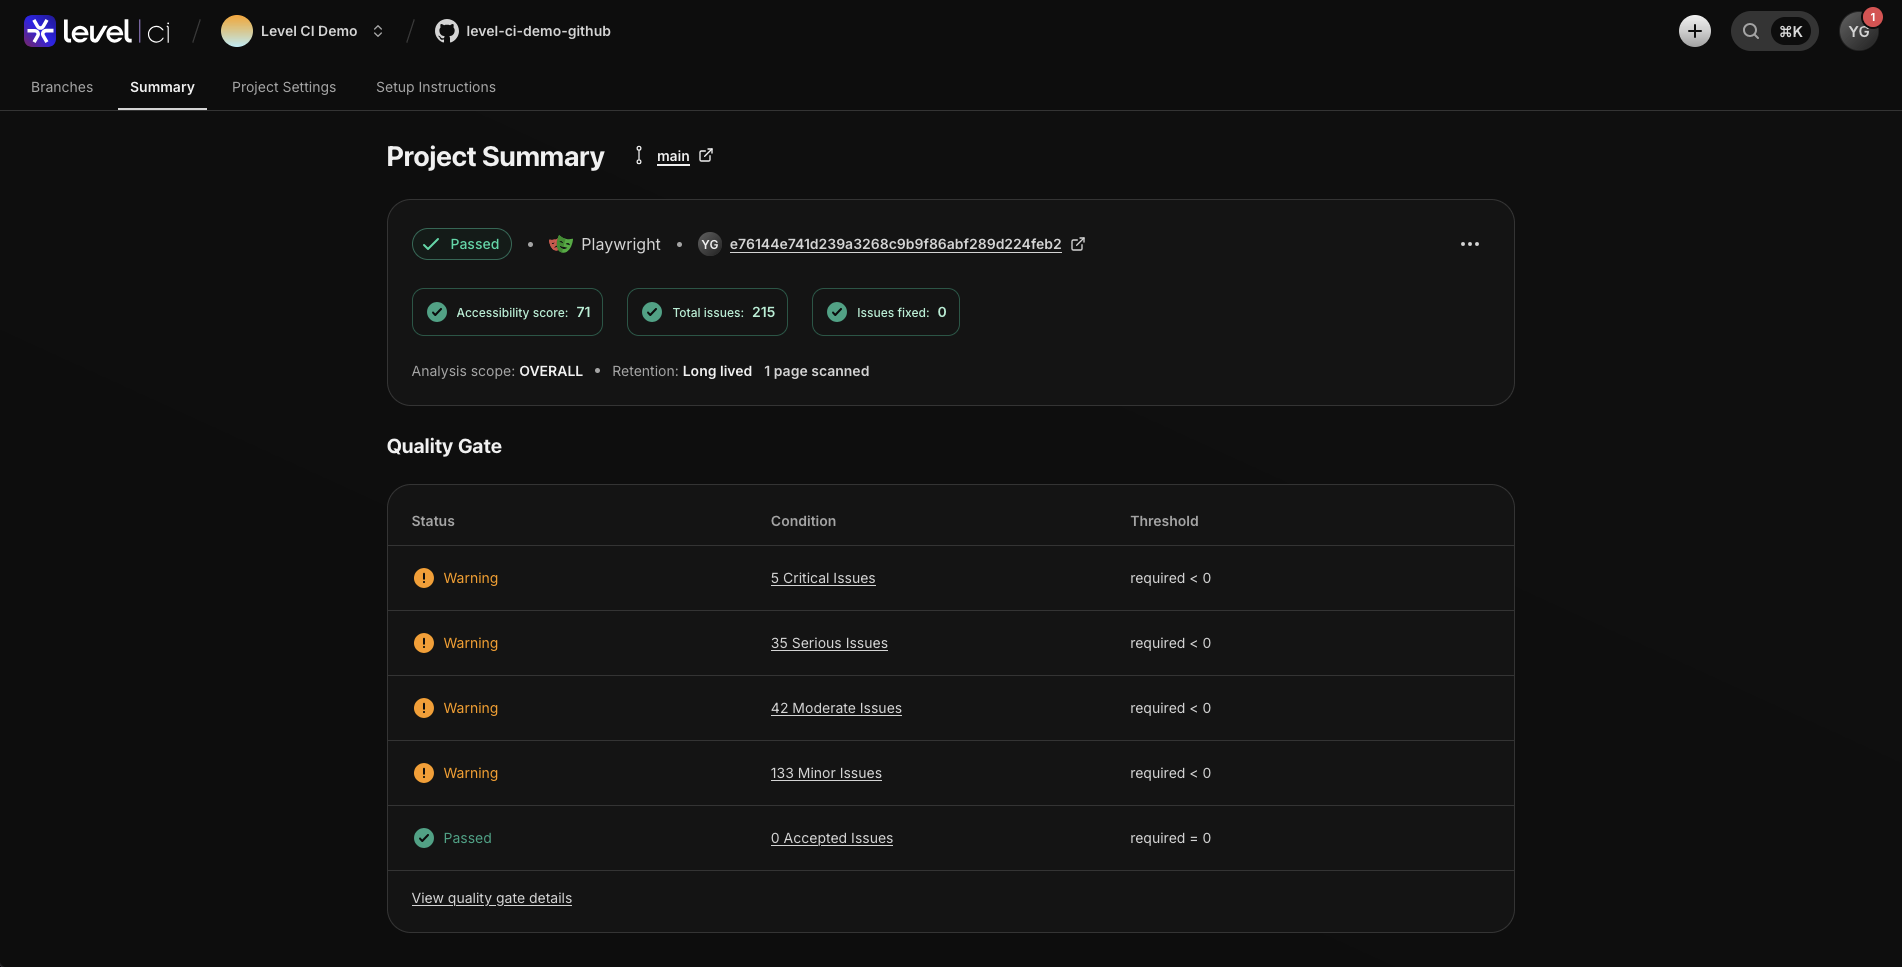 level ci / Level CI Demo / level-ci-demo-github ⌘K YG 1
Branches Summary Project Settings Setup Instructions
Project Summary main
Passed • Playwright • YG e76144e741d239a3268c9b9f86abf289d224feb2
Accessibility score: 71 Total issues: 215 Issues fixed: 0
Analysis scope: OVERALL • Retention: Long lived 1 page scanned
Quality Gate
Status Condition Threshold
Warning 5 Critical Issues required < 0
Warning 35 Serious Issues required < 0
Warning 42 Moderate Issues required < 0
Warning 133 Minor Issues required < 0
Passed 0 Accepted Issues required = 0
View quality gate details